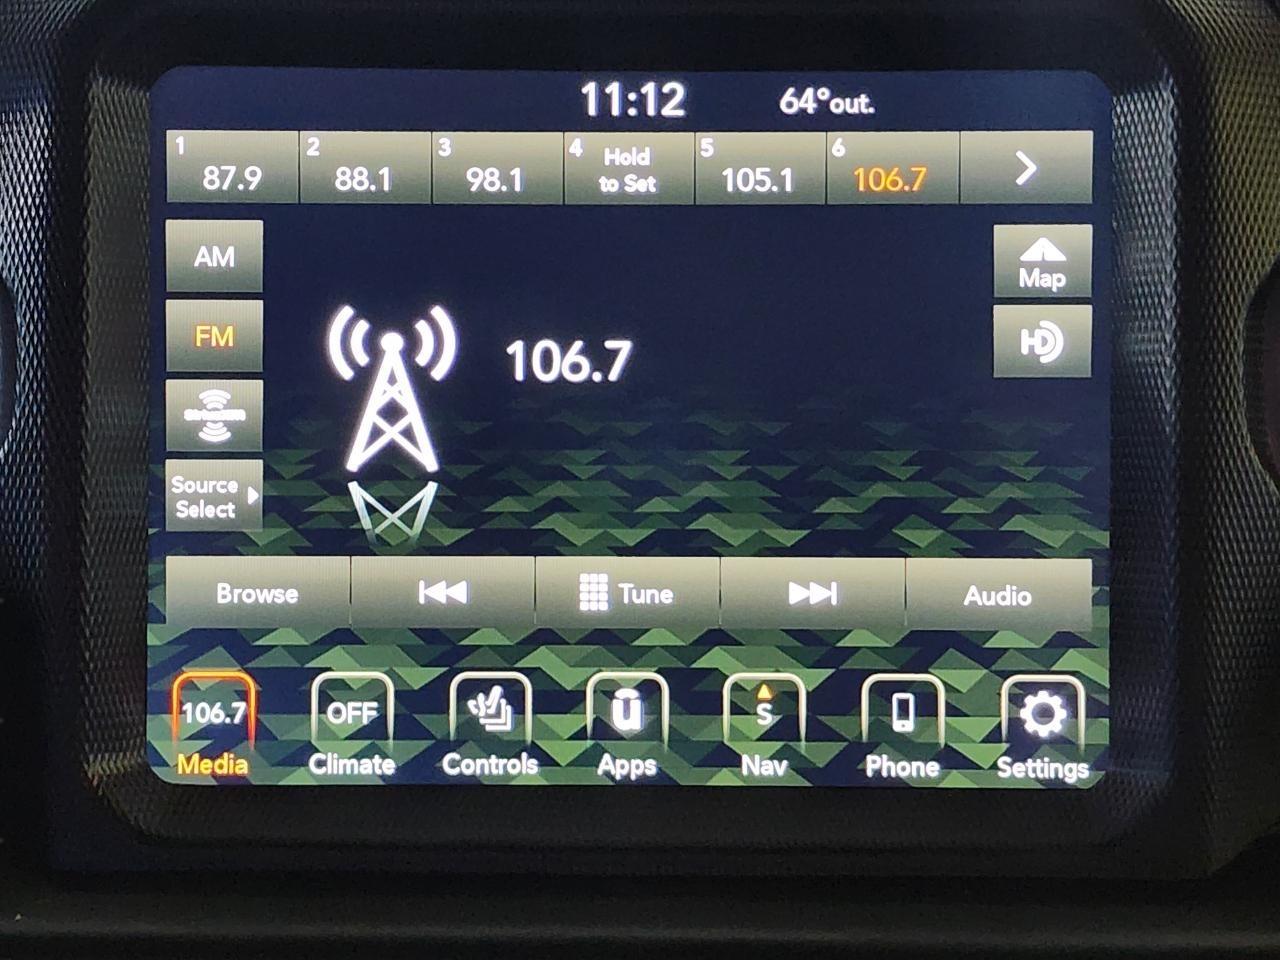 11:12 64°out.
1 87.9
2 88.1
3 98.1
4 Hold
to Set
5 105.1
6 106.7
AM
Map
FM
HD
106.7
SiriusXM
Source
Select
Browse
Tune
Audio
106.7
OFF
u
S
Media
Climate
Controls
Apps
Nav
Phone
Settings